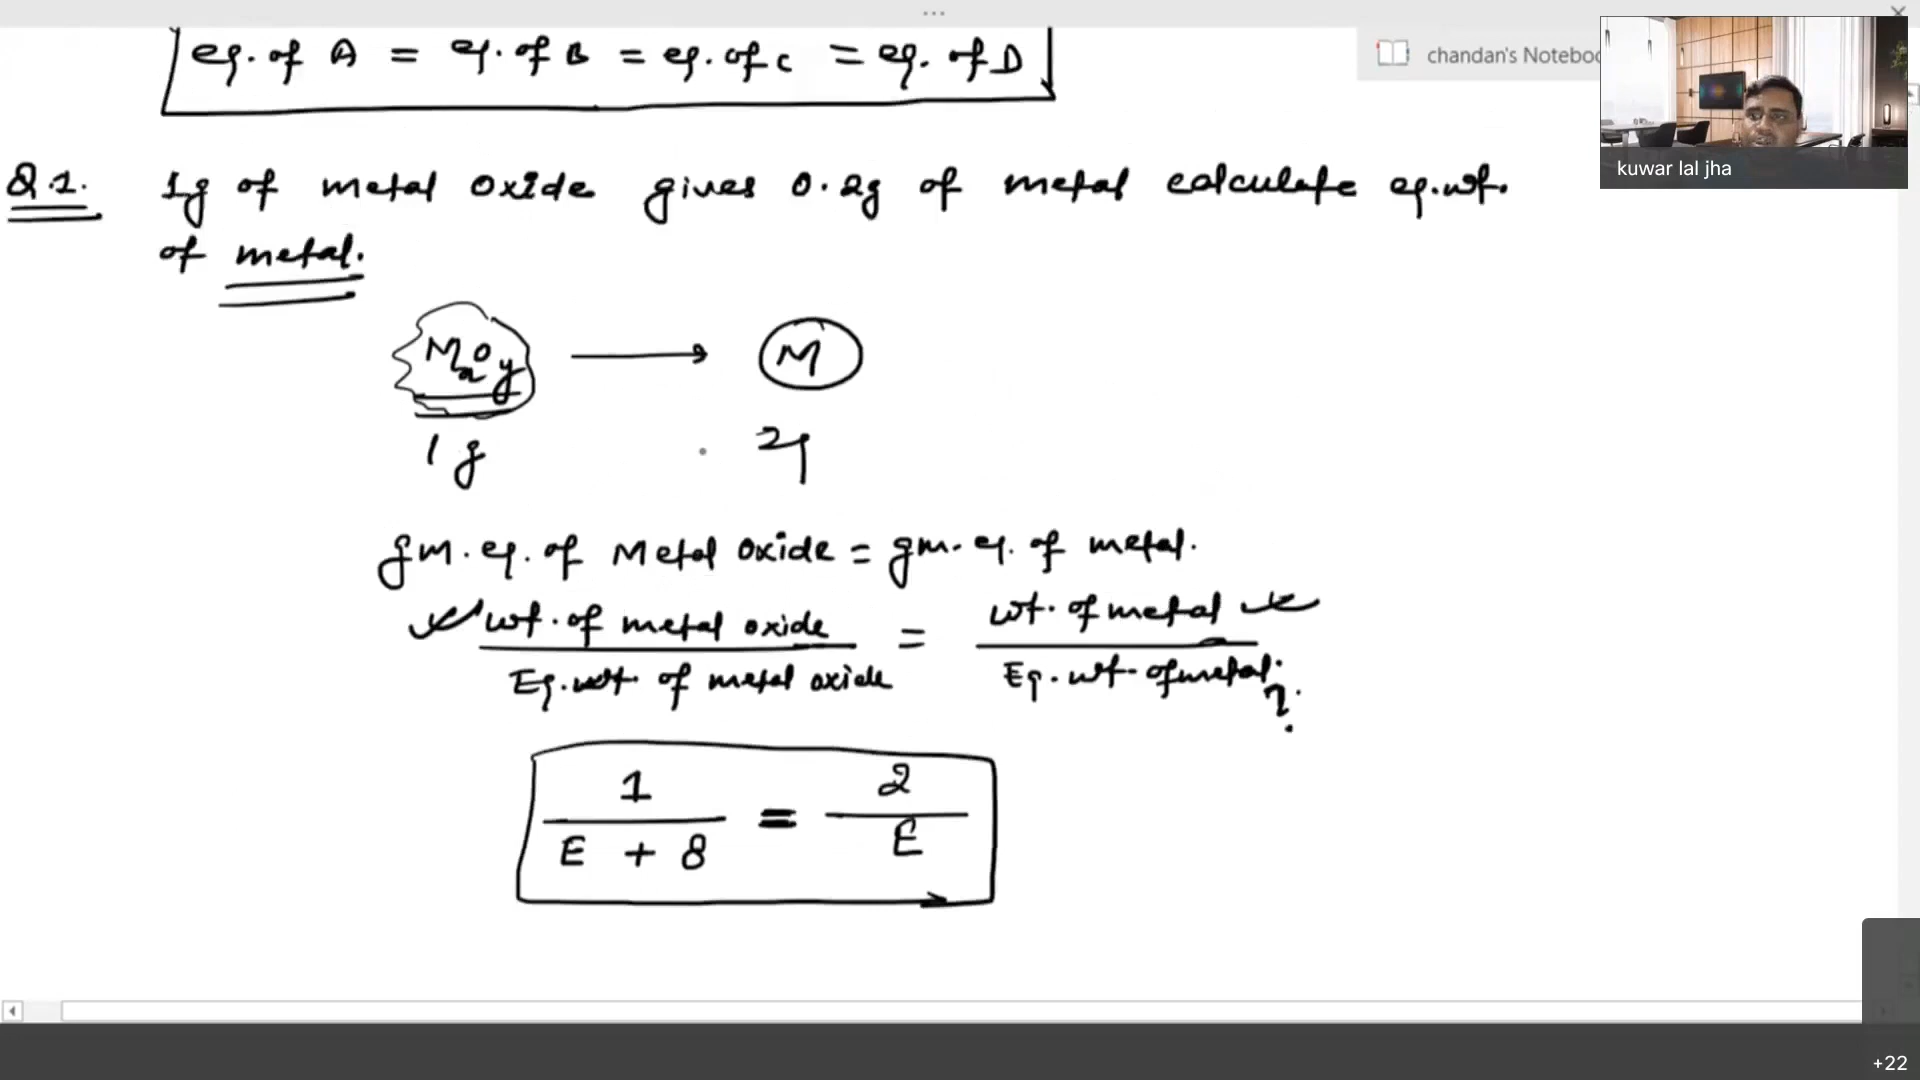 eq. of A = eq. of B = eq. of C = eq. of D
chandan's Noteboo
kuwar lal jha
Q.1. 1g of metal oxide gives 0.2g of metal calculate eq.wt.
of metal.
MxOy → M
1g 2g
gm. eq. of Metal oxide = gm. eq. of metal.
wt. of metal oxide / Eq. wt. of metal oxide = wt. of metal / Eq. wt. of metal ?
1 / E + 8 = 2 / E
+22